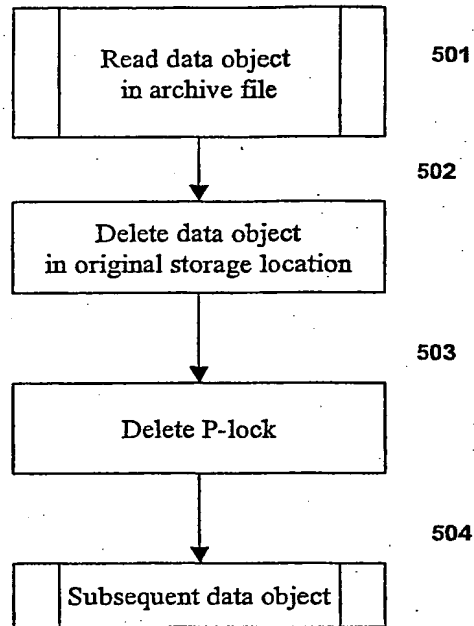 501
Read data object
in archive file
502
Delete data object
in original storage location
503
Delete P-lock
504
Subsequent data object